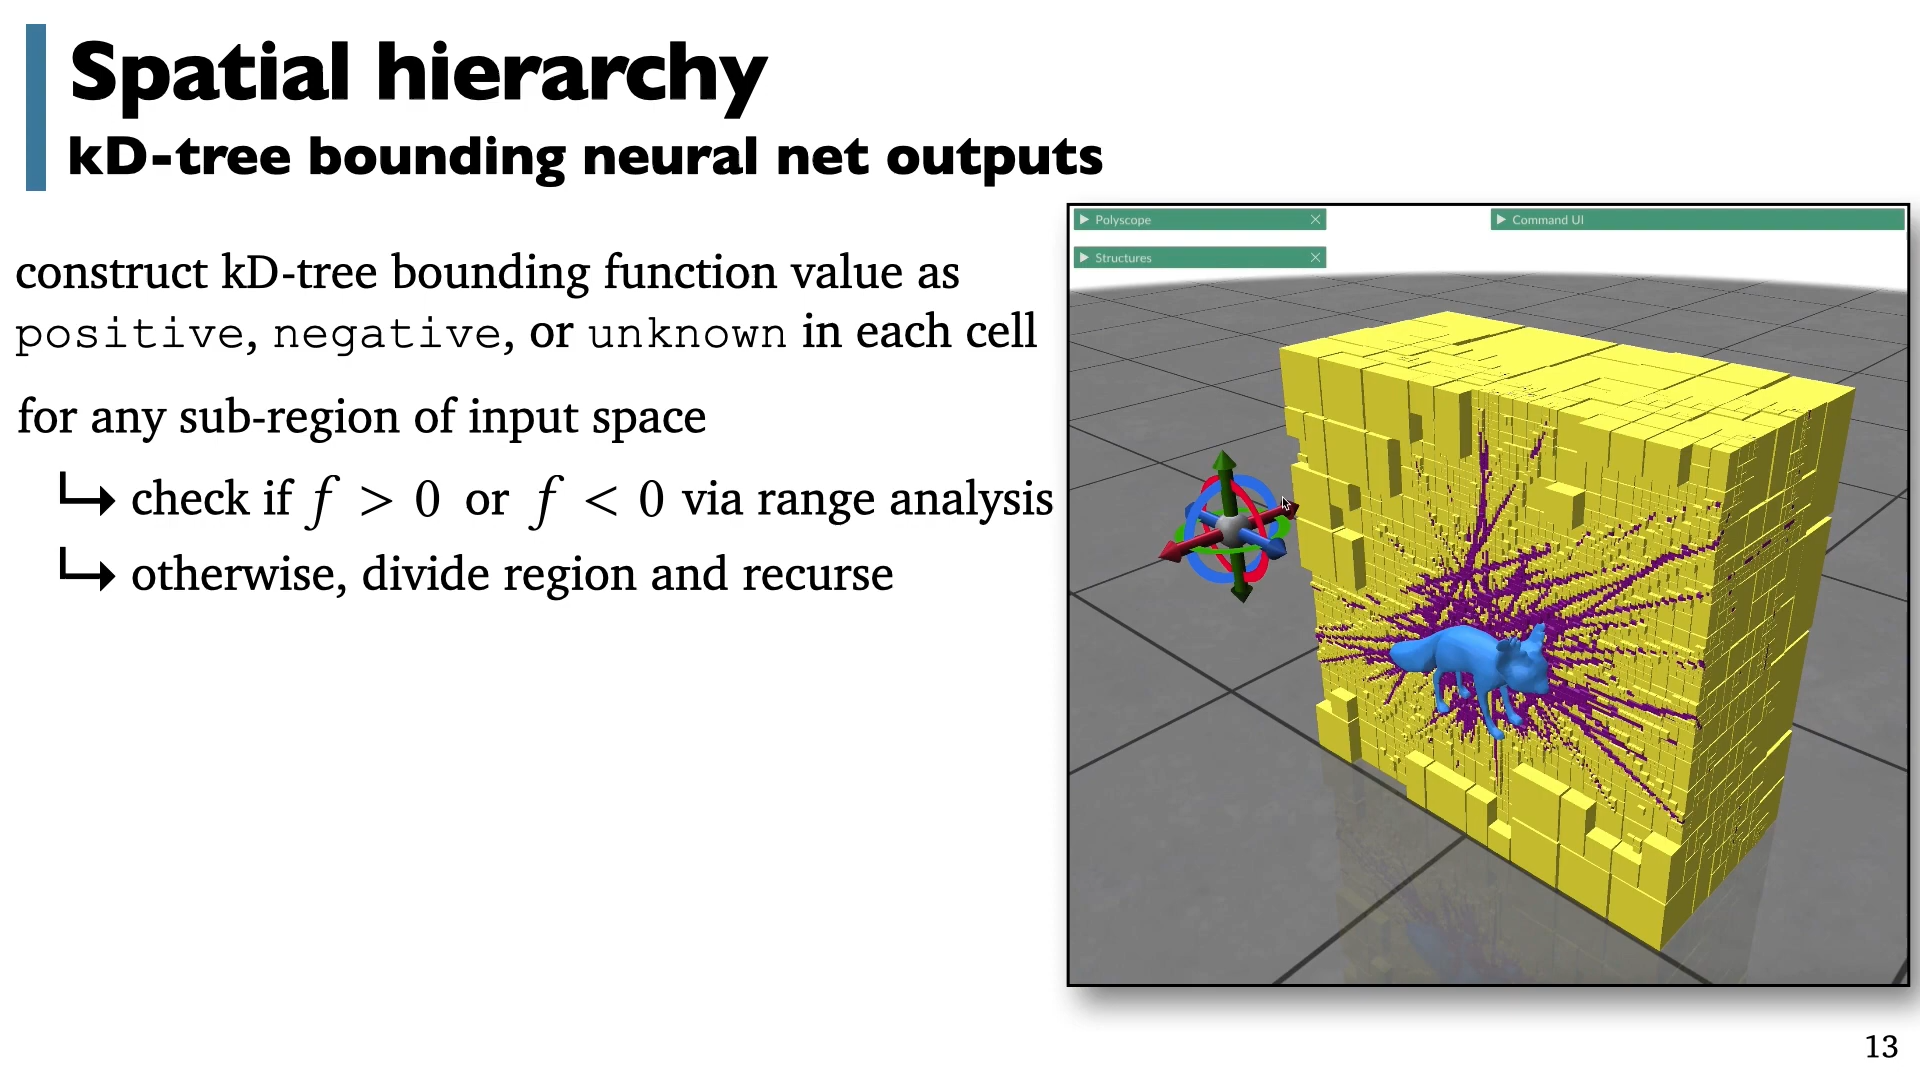 Spatial hierarchy
kD-tree bounding neural net outputs
construct kD-tree bounding function value as
positive, negative, or unknown in each cell
for any sub-region of input space
check if f > 0 or f < 0 via range analysis
otherwise, divide region and recurse
Polyscope
Command UI
Structures
13